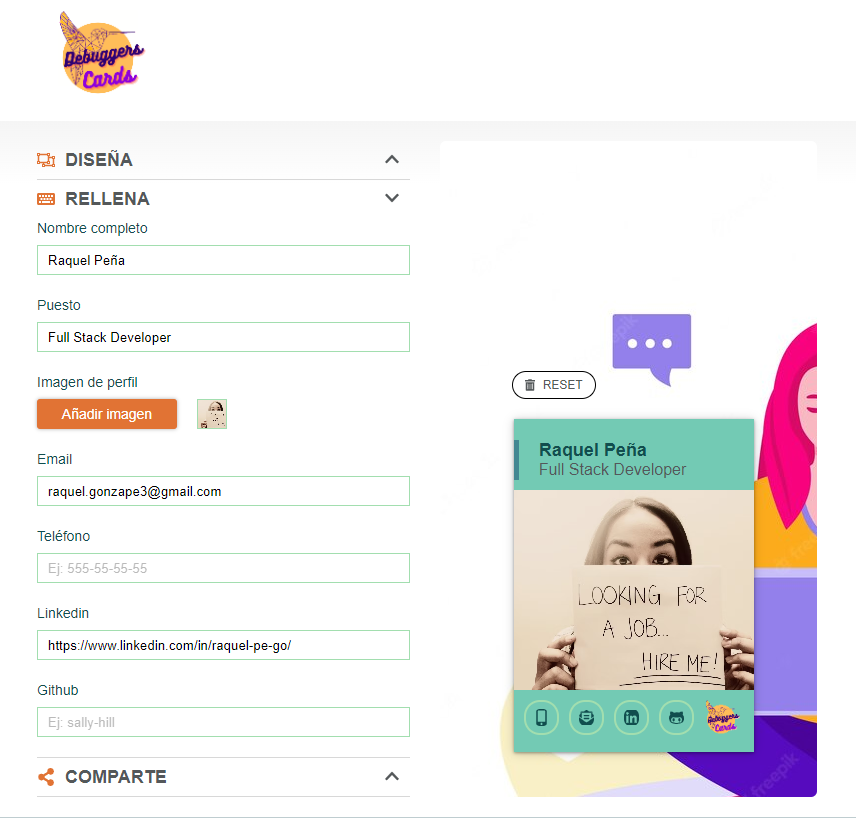 Debuggers
Cards
DISEÑA
RELLENA
Nombre completo
Raquel Peña
Puesto
Full Stack Developer
Imagen de perfil
Añadir imagen
Email
raquel.gonzape3@gmail.com
Teléfono
Ej: 555-55-55-55
Linkedin
https://www.linkedin.com/in/raquel-pe-go/
Github
Ej: sally-hill
COMPARTE
RESET
Raquel Peña
Full Stack Developer
LOOKING FOR
A JOB...
HIRE ME!
in
Debuggers
Cards
freepik